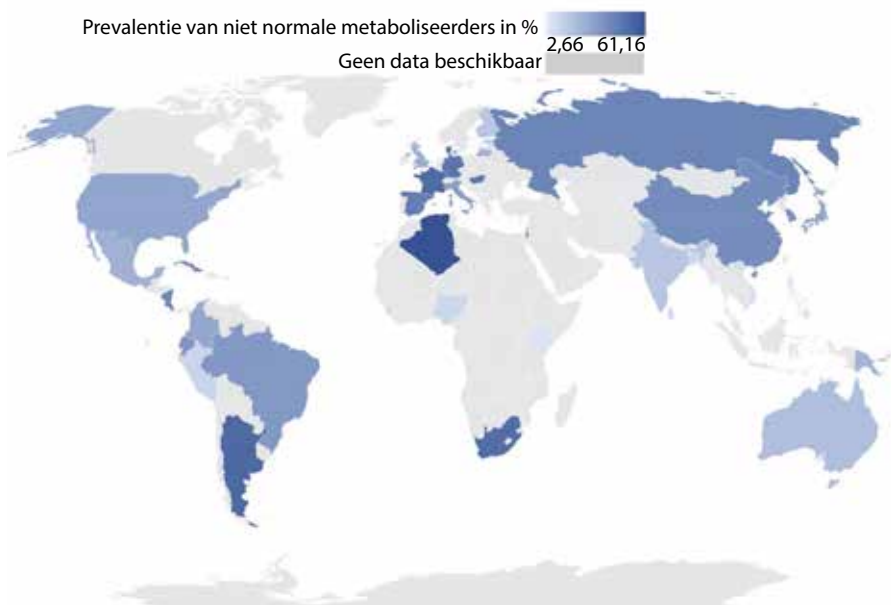 Prevalentie van niet normale metaboliseerders in %
2,66 61,16
Geen data beschikbaar